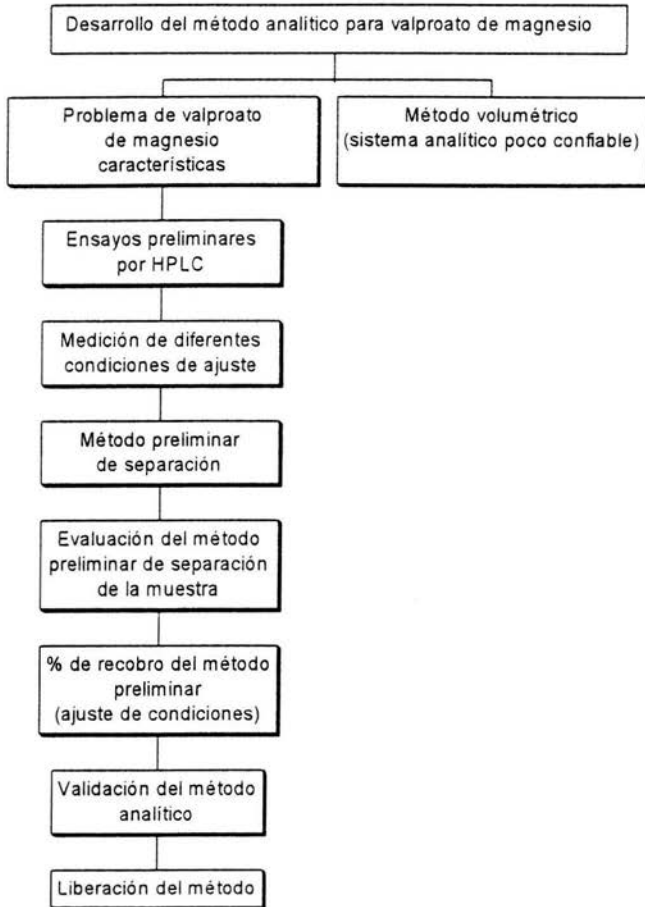 Desarrollo del método analítico para valproato de magnesio
Problema de valproato
de magnesio
características
Método volumétrico
(sistema analítico poco confiable)
Ensayos preliminares
por HPLC
Medición de diferentes
condiciones de ajuste
Método preliminar
de separación
Evaluación del método
preliminar de separación
de la muestra
% de recobro del método
preliminar
(ajuste de condiciones)
Validación del método
analítico
Liberación del método